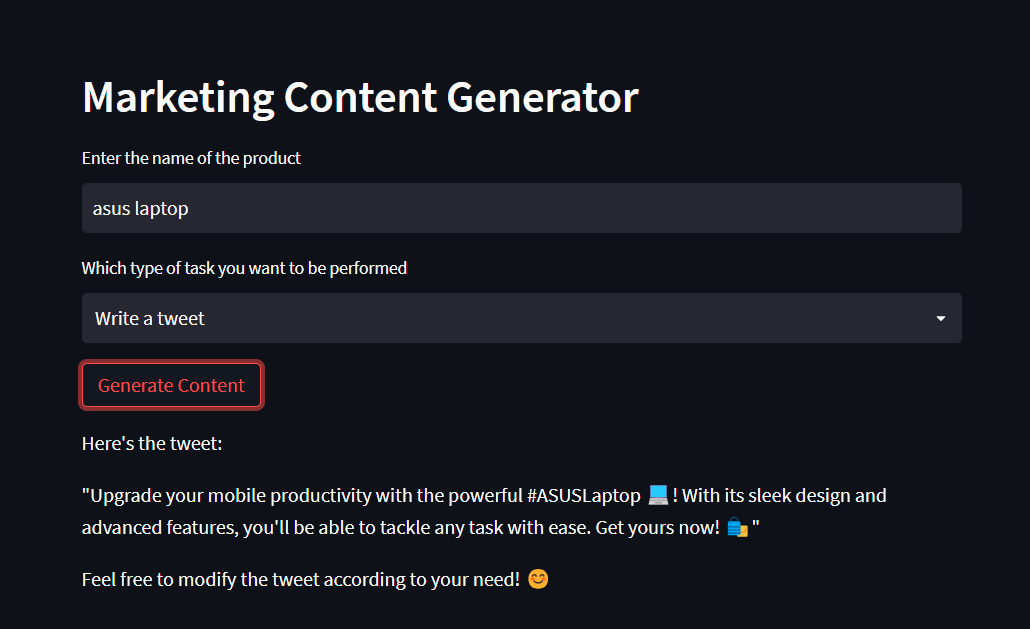 Marketing Content Generator
Enter the name of the product
asus laptop
Which type of task you want to be performed
Write a tweet
Generate Content
Here's the tweet:
"Upgrade your mobile productivity with the powerful #ASUSLaptop 💻! With its sleek design and
advanced features, you'll be able to tackle any task with ease. Get yours now! 🛍️"
Feel free to modify the tweet according to your need! 😊